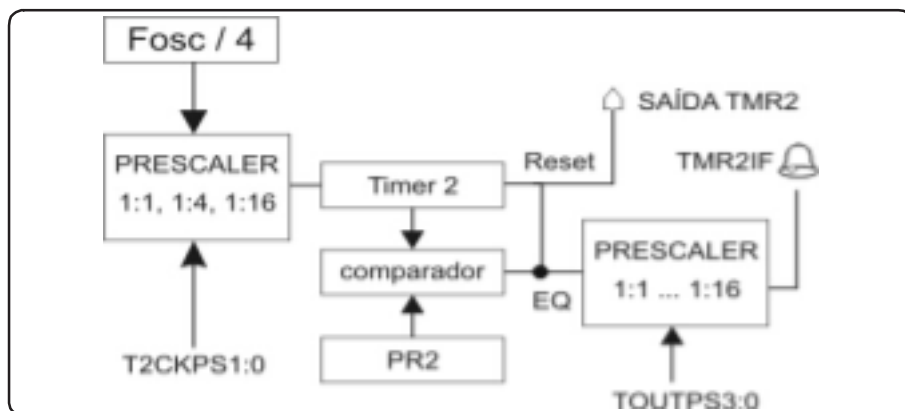 Fosc / 4
SAÍDA TMR2
PRESCALER
1:1, 1:4, 1:16
Reset
TMR2IF
Timer 2
comparador
EQ
PRESCALER
1:1 ... 1:16
PR2
T2CKPS1:0
TOUTPS3:0